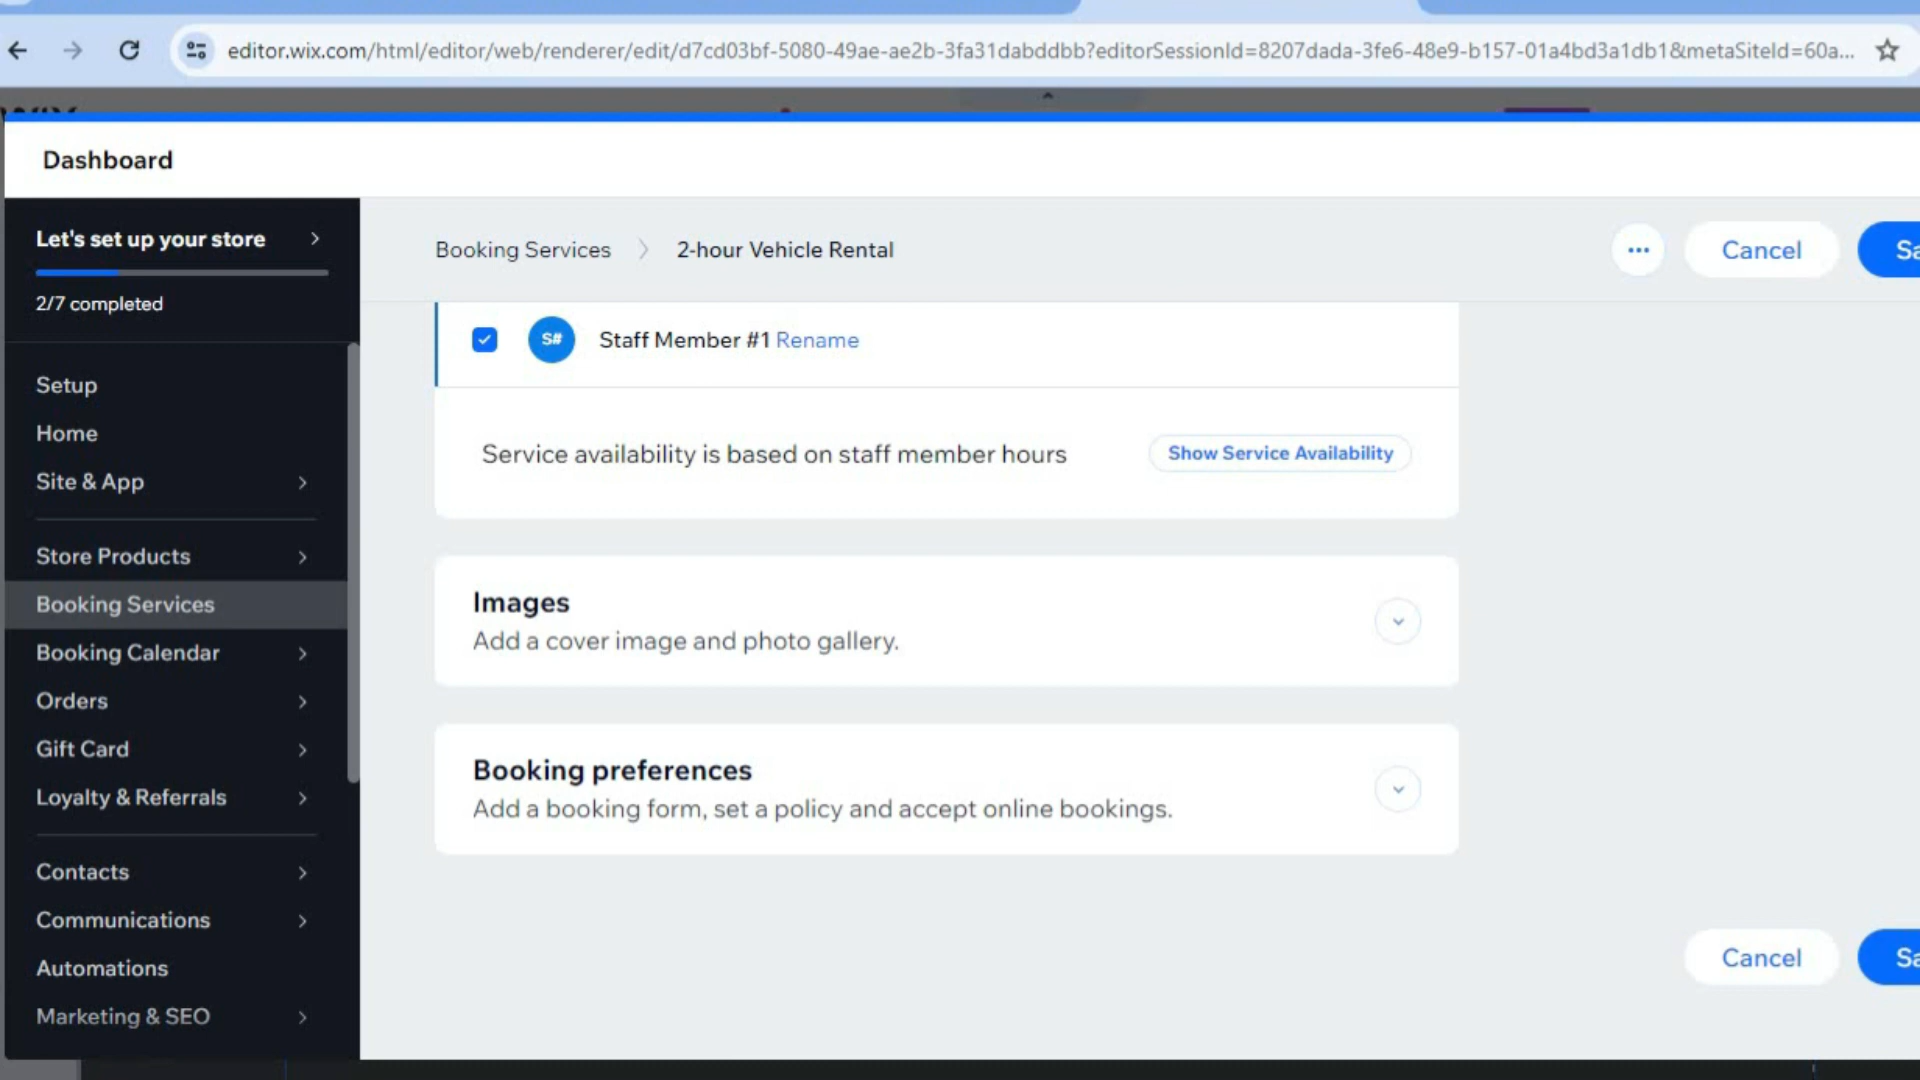 editor.wix.com/html/editor/web/renderer/edit/d7cd03bf-5080-49ae-ae2b-3fa31dabddbb?editorSessionId=8207dada-3fe6-48e9-b157-01a4bd3a1db1&metaSiteId=60a...
Dashboard
Let's set up your store
2/7 completed
Setup
Home
Site & App
Store Products
Booking Services
Booking Calendar
Orders
Gift Card
Loyalty & Referrals
Contacts
Communications
Automations
Marketing & SEO
Booking Services > 2-hour Vehicle Rental
... Cancel Sa
S# Staff Member #1 Rename
Service availability is based on staff member hours Show Service Availability
Images
Add a cover image and photo gallery.
Booking preferences
Add a booking form, set a policy and accept online bookings.
Cancel Sa